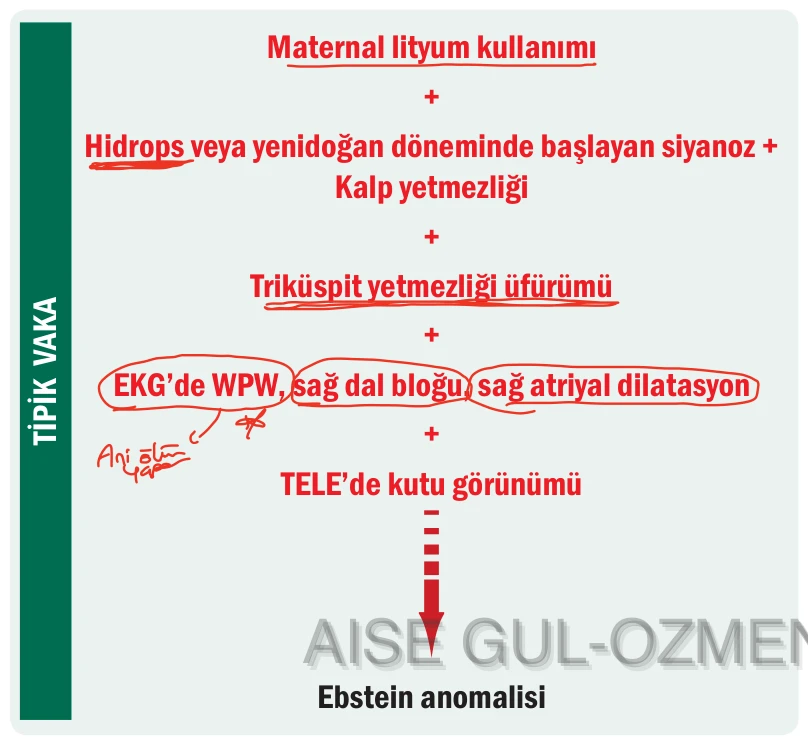 TİPİK VAKA
Maternal lityum kullanımı
+
Hidrops veya yenidoğan döneminde başlayan siyanoz +
Kalp yetmezliği
+
Triküspit yetmezliği üfürümü
+
EKG'de WPW, sağ dal bloğu, sağ atriyal dilatasyon
Ani ölüm
yapar
+
TELE'de kutu görünümü
AISE GUL-OZMEN
Ebstein anomalisi